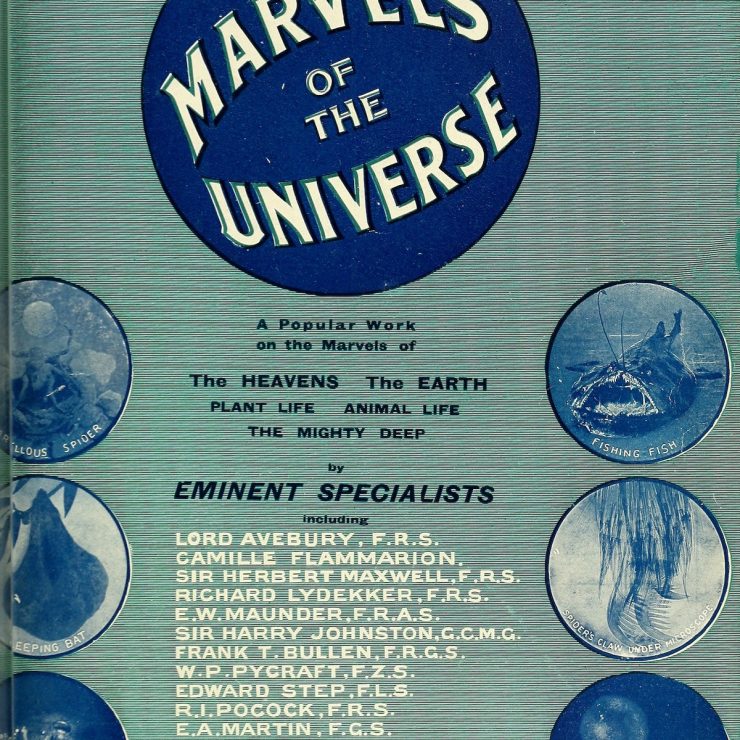 MARVELS
OF
THE
UNIVERSE
A Popular Work
on the Marvels of
The HEAVENS The EARTH
PLANT LIFE ANIMAL LIFE
THE MIGHTY DEEP
by
EMINENT SPECIALISTS
including
LORD AVEBURY, F.R.S.
CAMILLE FLAMMARION.
SIR HERBERT MAXWELL, F.R.S.
RICHARD LYDEKKER, F.R.S.
E.W. MAUNDER, F.R.A.S.
SIR HARRY JOHNSTON, G.C.M.G.
FRANK T. BULLEN, F.R.G.S.
W.P. PYCRAFT, F.Z.S.
EDWARD STEP, F.L.S.
R.I. POCOCK, F.R.S.
E.A. MARTIN, F.G.S.
SPIDER
EEPING BAT
FISHING FISH
SPIDER'S CLAW UNDER MICROSCOPE